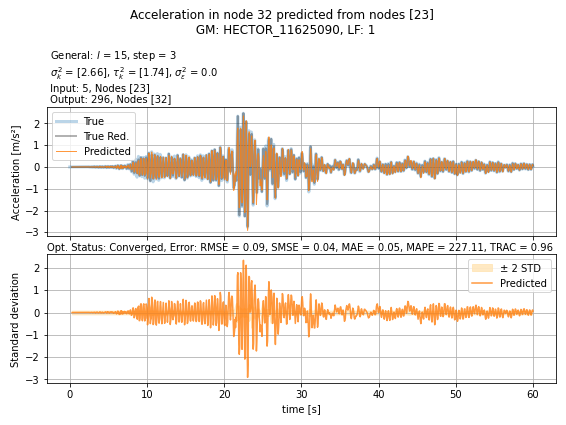 Acceleration in node 32 predicted from nodes [23]
GM: HECTOR_11625090, LF: 1
General: l = 15, step = 3
σ²ₖ = [2.66], τ²ₖ = [1.74], σ²ε = 0.0
Input: 5, Nodes [23]
Output: 296, Nodes [32]
True
True Red.
Predicted
Acceleration [m/s²]
2
1
0
−1
−2
−3
Opt. Status: Converged, Error: RMSE = 0.09, SMSE = 0.04, MAE = 0.05, MAPE = 227.11, TRAC = 0.96
± 2 STD
Predicted
Standard deviation
2
1
0
−1
−2
−3
0 10 20 30 40 50 60
time [s]